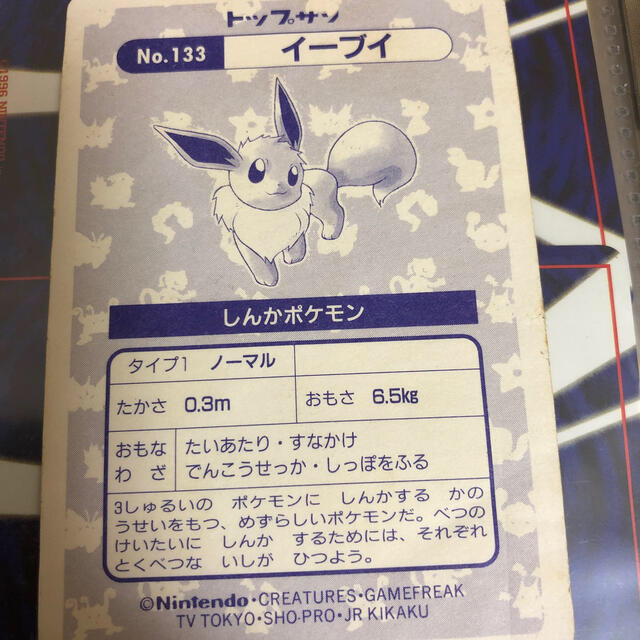 トップサン
No.133 イーブイ
しんかポケモン
タイプ1 ノーマル
たかさ 0.3m おもさ 6.5kg
おもな わざ
たいあたり・すなかけ
でんこうせっか・しっぽをふる
3しゅるいの ポケモンに しんかする かの
うせいをもつ、めずらしいポケモンだ。べつの
けいたいに しんか するためには、それぞれ
とくべつな いしが ひつよう。
©Nintendo・CREATURES・GAMEFREAK
TV TOKYO・SHO-PRO・JR KIKAKU